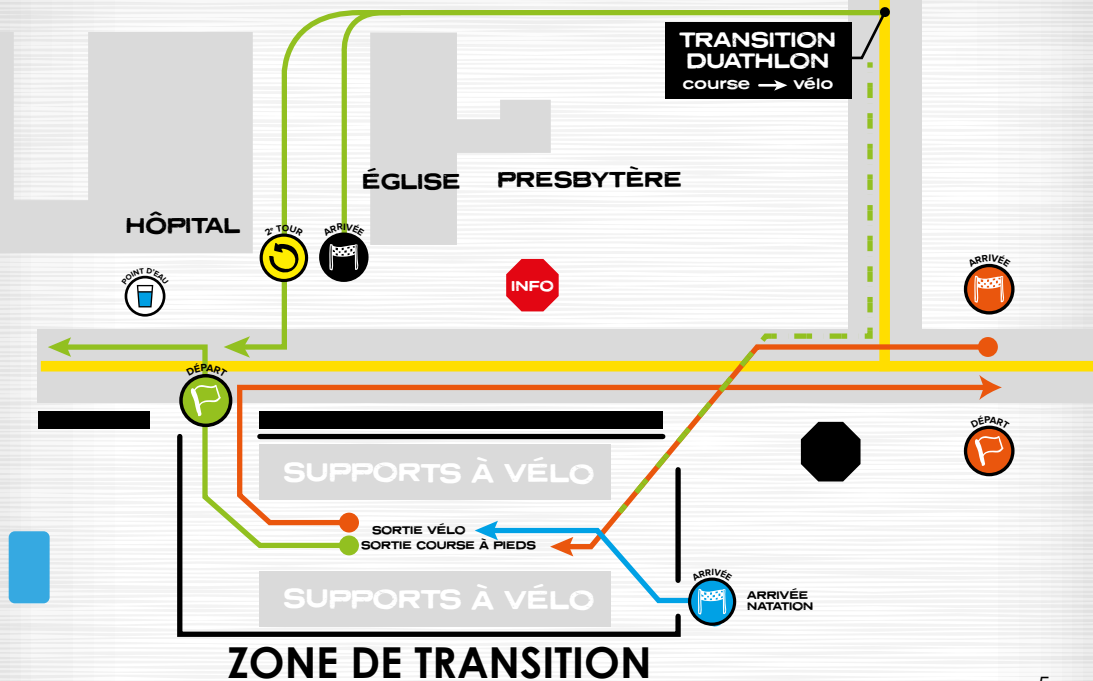 TRANSITION
DUATHLON
course → vélo
ÉGLISE
PRESBYTÈRE
HÔPITAL
2e TOUR
ARRIVÉE
POINT D'EAU
INFO
ARRIVÉE
DÉPART
DÉPART
SUPPORTS À VÉLO
SORTIE VÉLO
SORTIE COURSE À PIEDS
SUPPORTS À VÉLO
ARRIVÉE
ARRIVÉE
NATATION
ZONE DE TRANSITION